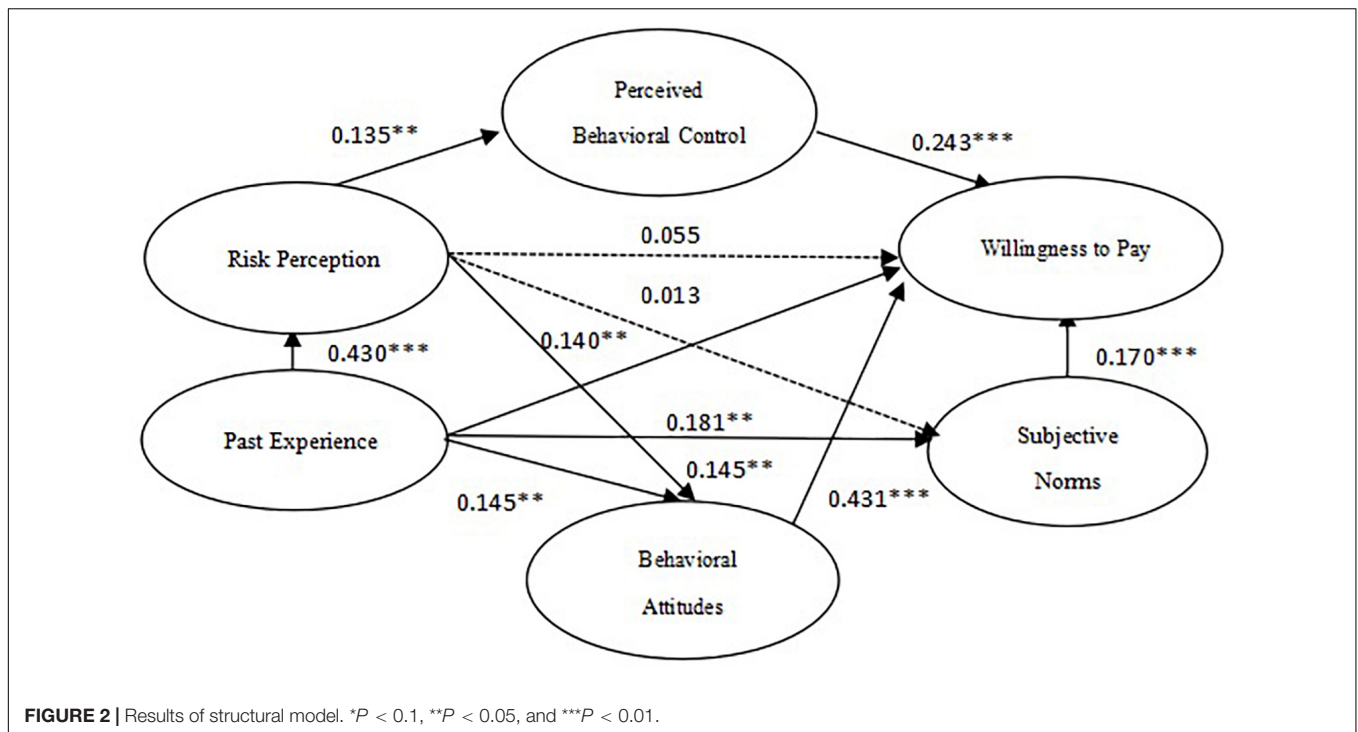 Perceived
Behavioral Control
0.135**
0.243***
Risk Perception
0.055
Willingness to Pay
0.013
0.430***
0.140**
0.170***
Past Experience
0.181**
Subjective
Norms
0.145**
0.145**
0.431***
Behavioral
Attitudes
FIGURE 2 | Results of structural model. *P < 0.1, **P < 0.05, and ***P < 0.01.